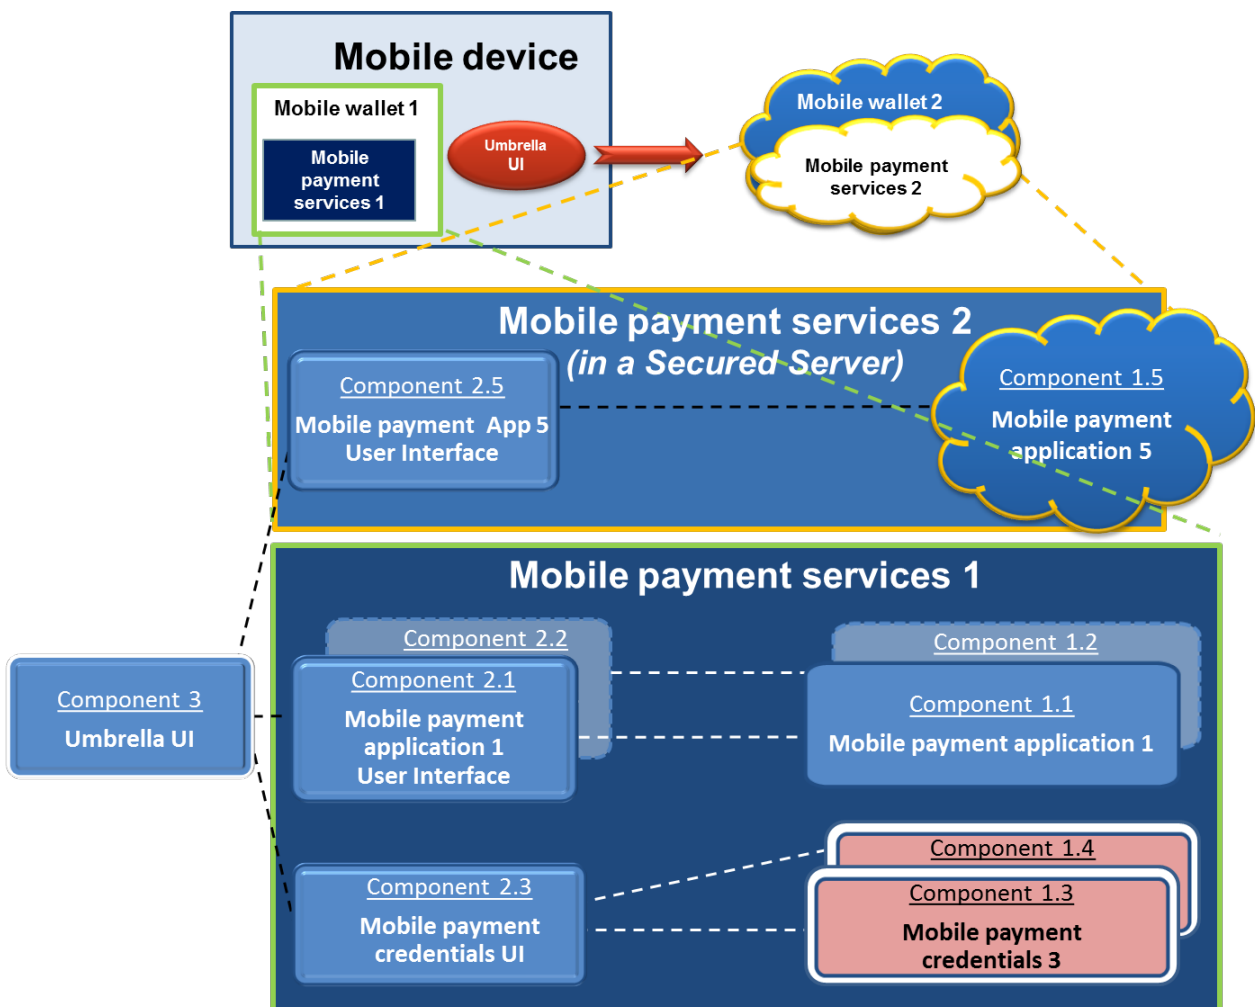 Mobile device
Mobile wallet 1
Mobile
payment
services 1
Umbrella
UI
Mobile wallet 2
Mobile payment
services 2
Mobile payment services 2
(in a Secured Server)
Component 2.5
Mobile payment App 5
User Interface
Component 1.5
Mobile payment
application 5
Mobile payment services 1
Component 3
Umbrella UI
Component 2.2
Component 2.1
Mobile payment
application 1
User Interface
Component 1.2
Component 1.1
Mobile payment application 1
Component 2.3
Mobile payment
credentials UI
Component 1.4
Component 1.3
Mobile payment
credentials 3